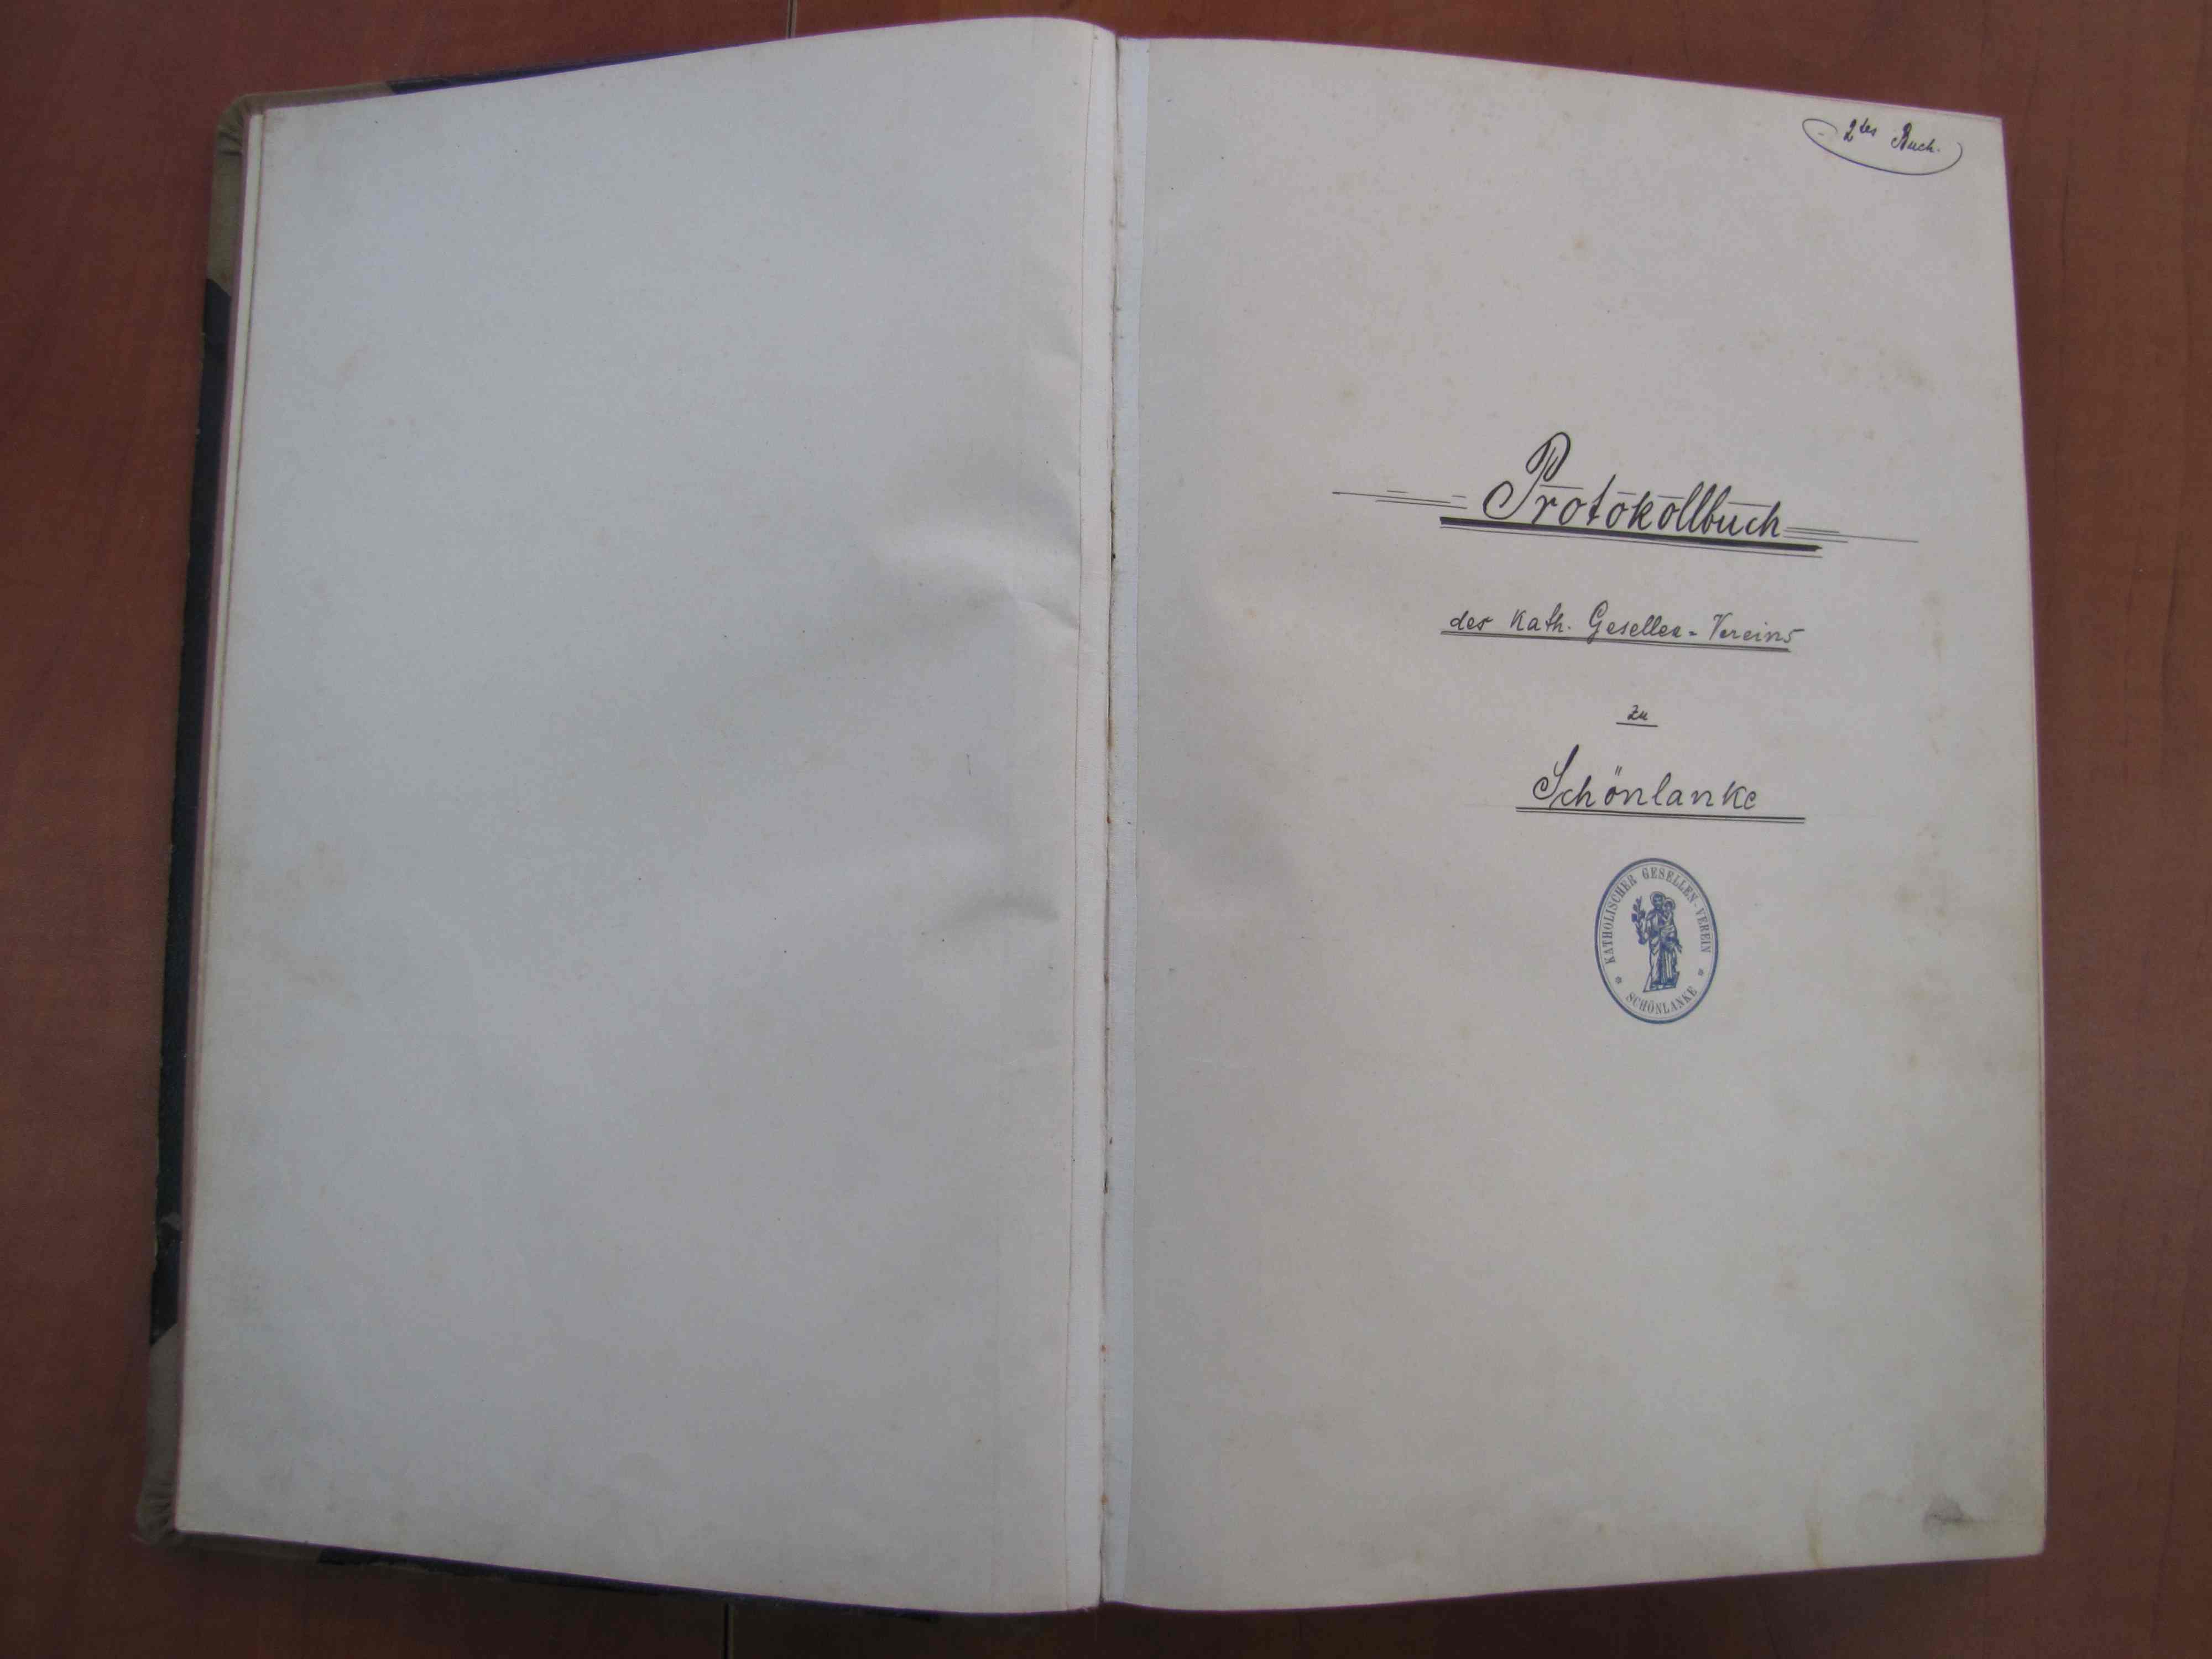 2tes Buch.
Protokollbuch
des Kath. Gesellen-Vereins
zu
Schönlanke
KATHOLISCHER GESELLEN-VEREIN
SCHÖNLANKE